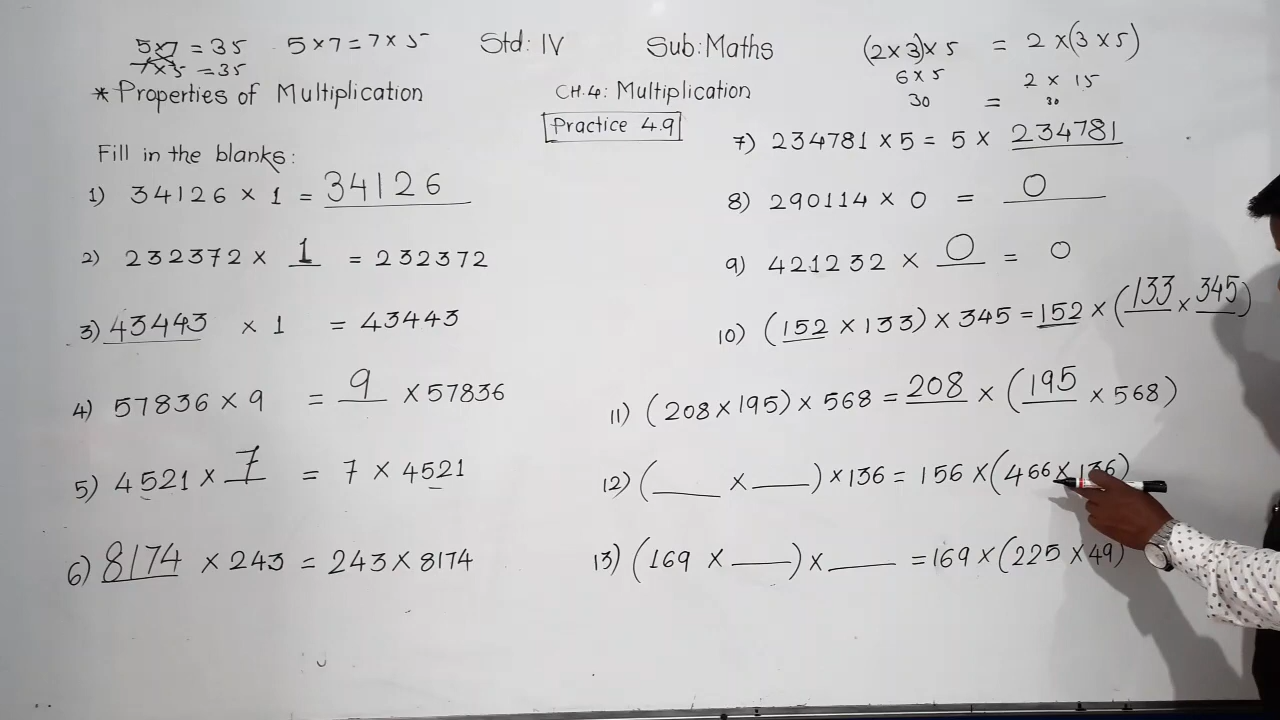 5×7 = 35
7×5 = 35
5×7 = 7×5
Std: IV
Sub: Maths
(2×3)×5 = 2×(3×5)
6×5 2×15
30 = 30
* Properties of Multiplication
CH.4: Multiplication
Practice 4.9
Fill in the blanks:
1) 34126 × 1 = 34126
2) 232372 × 1 = 232372
3) 43443 × 1 = 43443
4) 57836 × 9 = 9 × 57836
5) 4521 × 7 = 7 × 4521
6) 8174 × 243 = 243 × 8174
7) 234781 × 5 = 5 × 234781
8) 290114 × 0 = 0
9) 421232 × 0 = 0
10) (152 × 133) × 345 = 152 × (133 × 345)
11) (208 × 195) × 568 = 208 × (195 × 568)
12) (___ × ___) × 136 = 156 × (466 × 136)
13) (169 × ___) × ___ = 169 × (225 × 49)